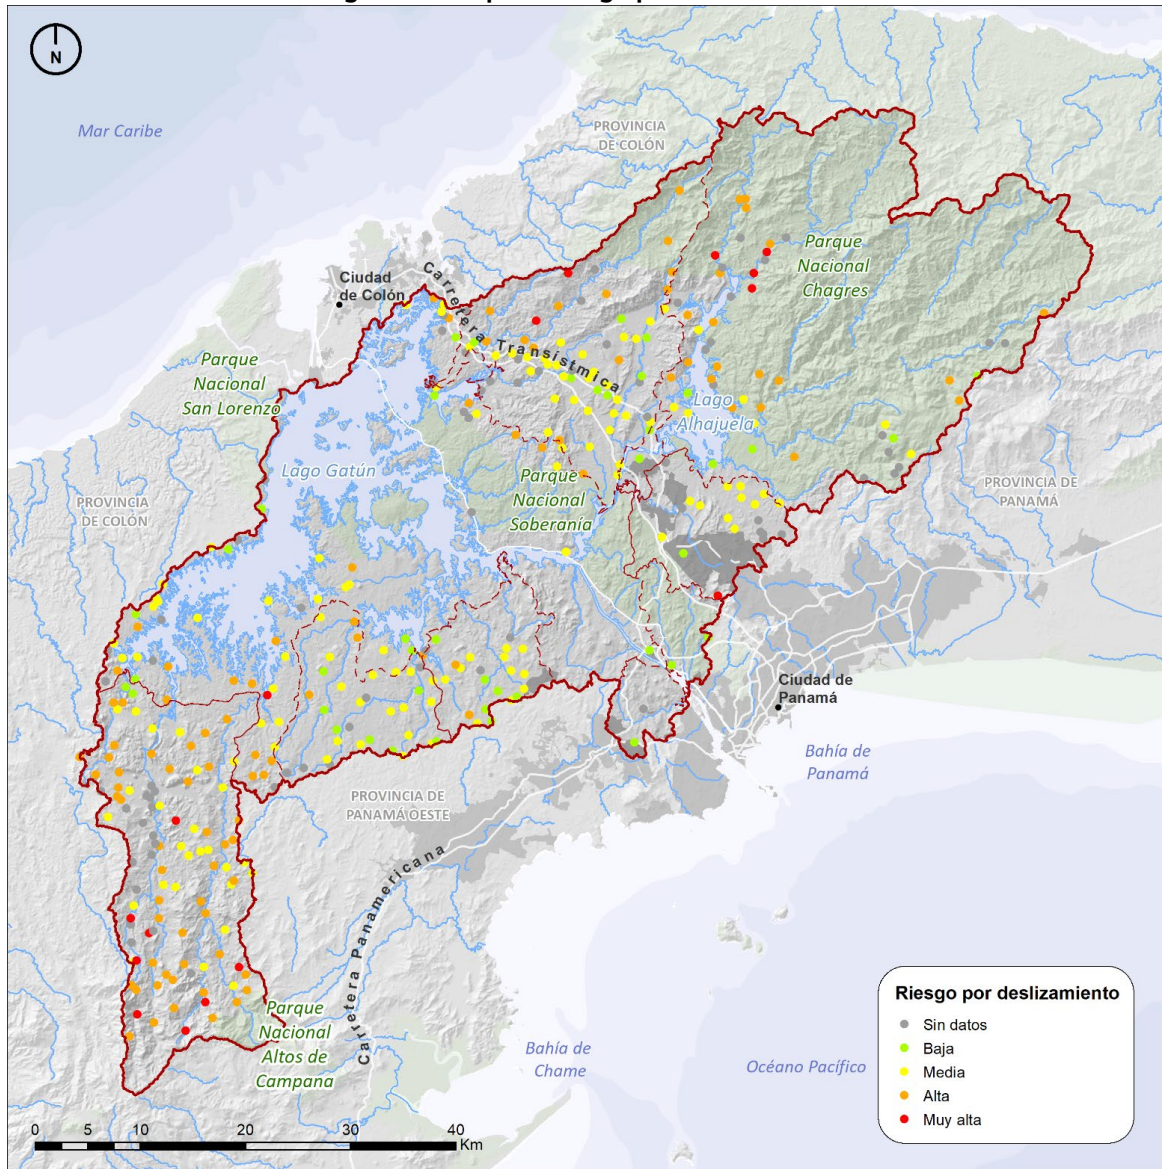 N
Mar Caribe
PROVINCIA
DE COLÓN
Parque
Nacional
Chagres
Ciudad
de Colón
Carretera Transístmica
Parque
Nacional
San Lorenzo
Lago
Alhajuela
Lago Gatún
Parque
Nacional
Soberanía
PROVINCIA
DE COLÓN
PROVINCIA DE
PANAMÁ
Ciudad de
Panamá
Bahía de
Panamá
PROVINCIA DE
PANAMÁ OESTE
Carretera Panamericana
Parque
Nacional
Altos de
Campana
Bahía de
Chame
Océano Pacífico
Riesgo por deslizamiento
Sin datos
Baja
Media
Alta
Muy alta
0 5 10 20 30 40
Km